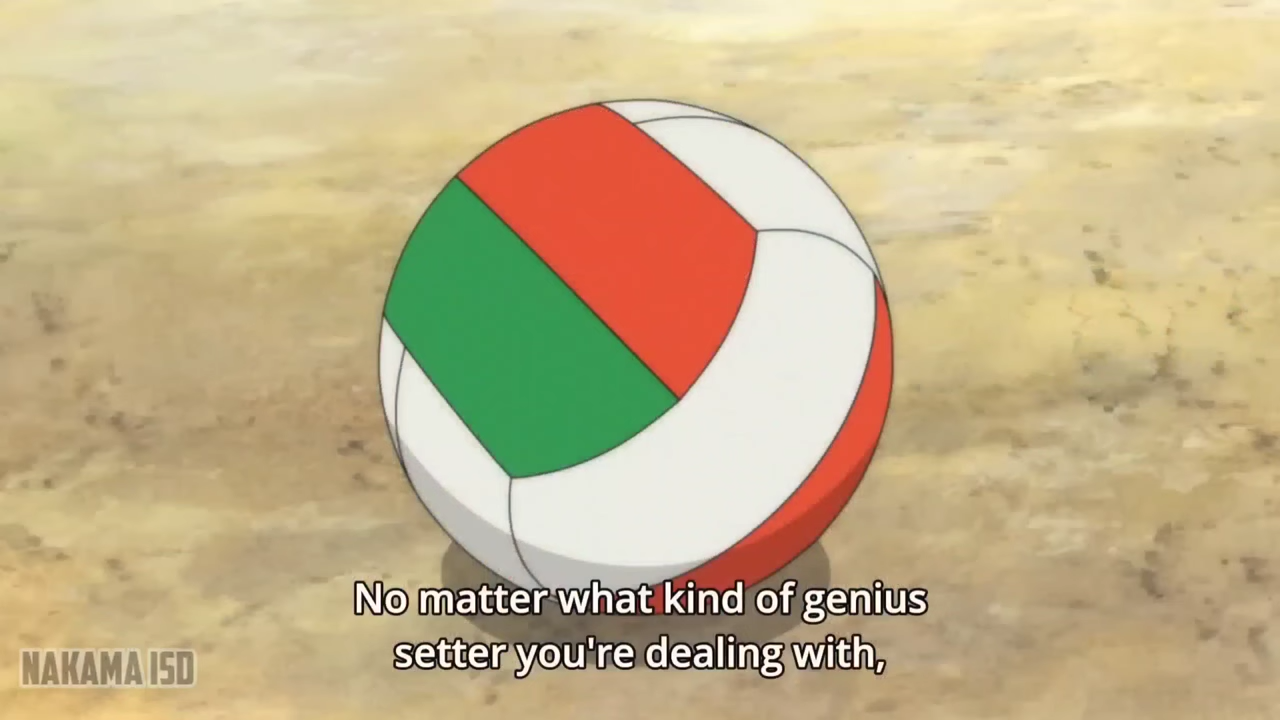 No matter what kind of genius
setter you're dealing with,
NAKAMA ISD